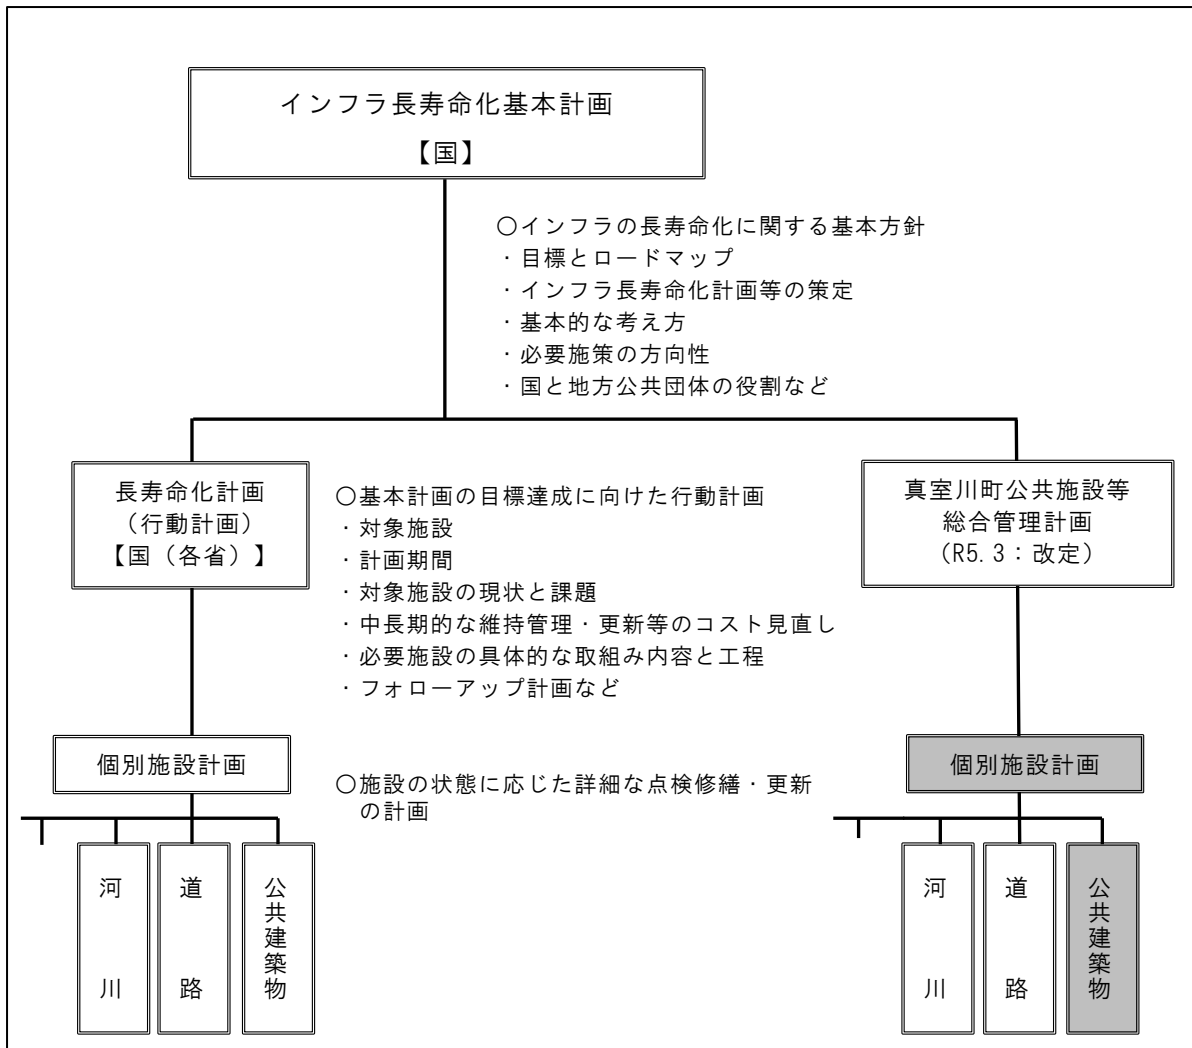 インフラ長寿命化基本計画
【国】
〇インフラの長寿命化に関する基本方針
・目標とロードマップ
・インフラ長寿命化計画等の策定
・基本的な考え方
・必要施策の方向性
・国と地方公共団体の役割など
長寿命化計画
（行動計画）
【国（各省）】
〇基本計画の目標達成に向けた行動計画
・対象施設
・計画期間
・対象施設の現状と課題
・中長期的な維持管理・更新等のコスト見直し
・必要施設の具体的な取組み内容と工程
・フォローアップ計画など
真室川町公共施設等
総合管理計画
（R5.3：改定）
個別施設計画
〇施設の状態に応じた詳細な点検修繕・更新
の計画
個別施設計画
河川
道路
公共建築物
河川
道路
公共建築物